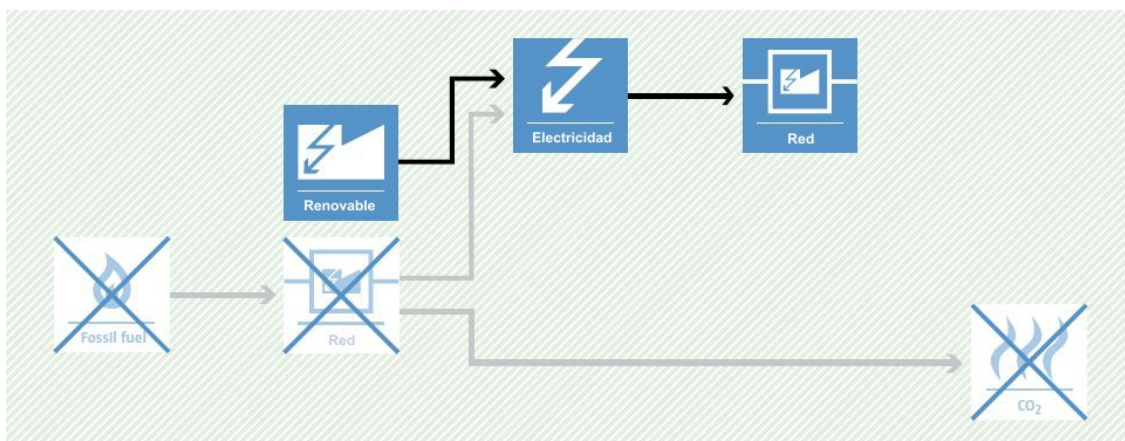 Electricidad
Red
Renovable
Fossil fuel
Red
CO₂